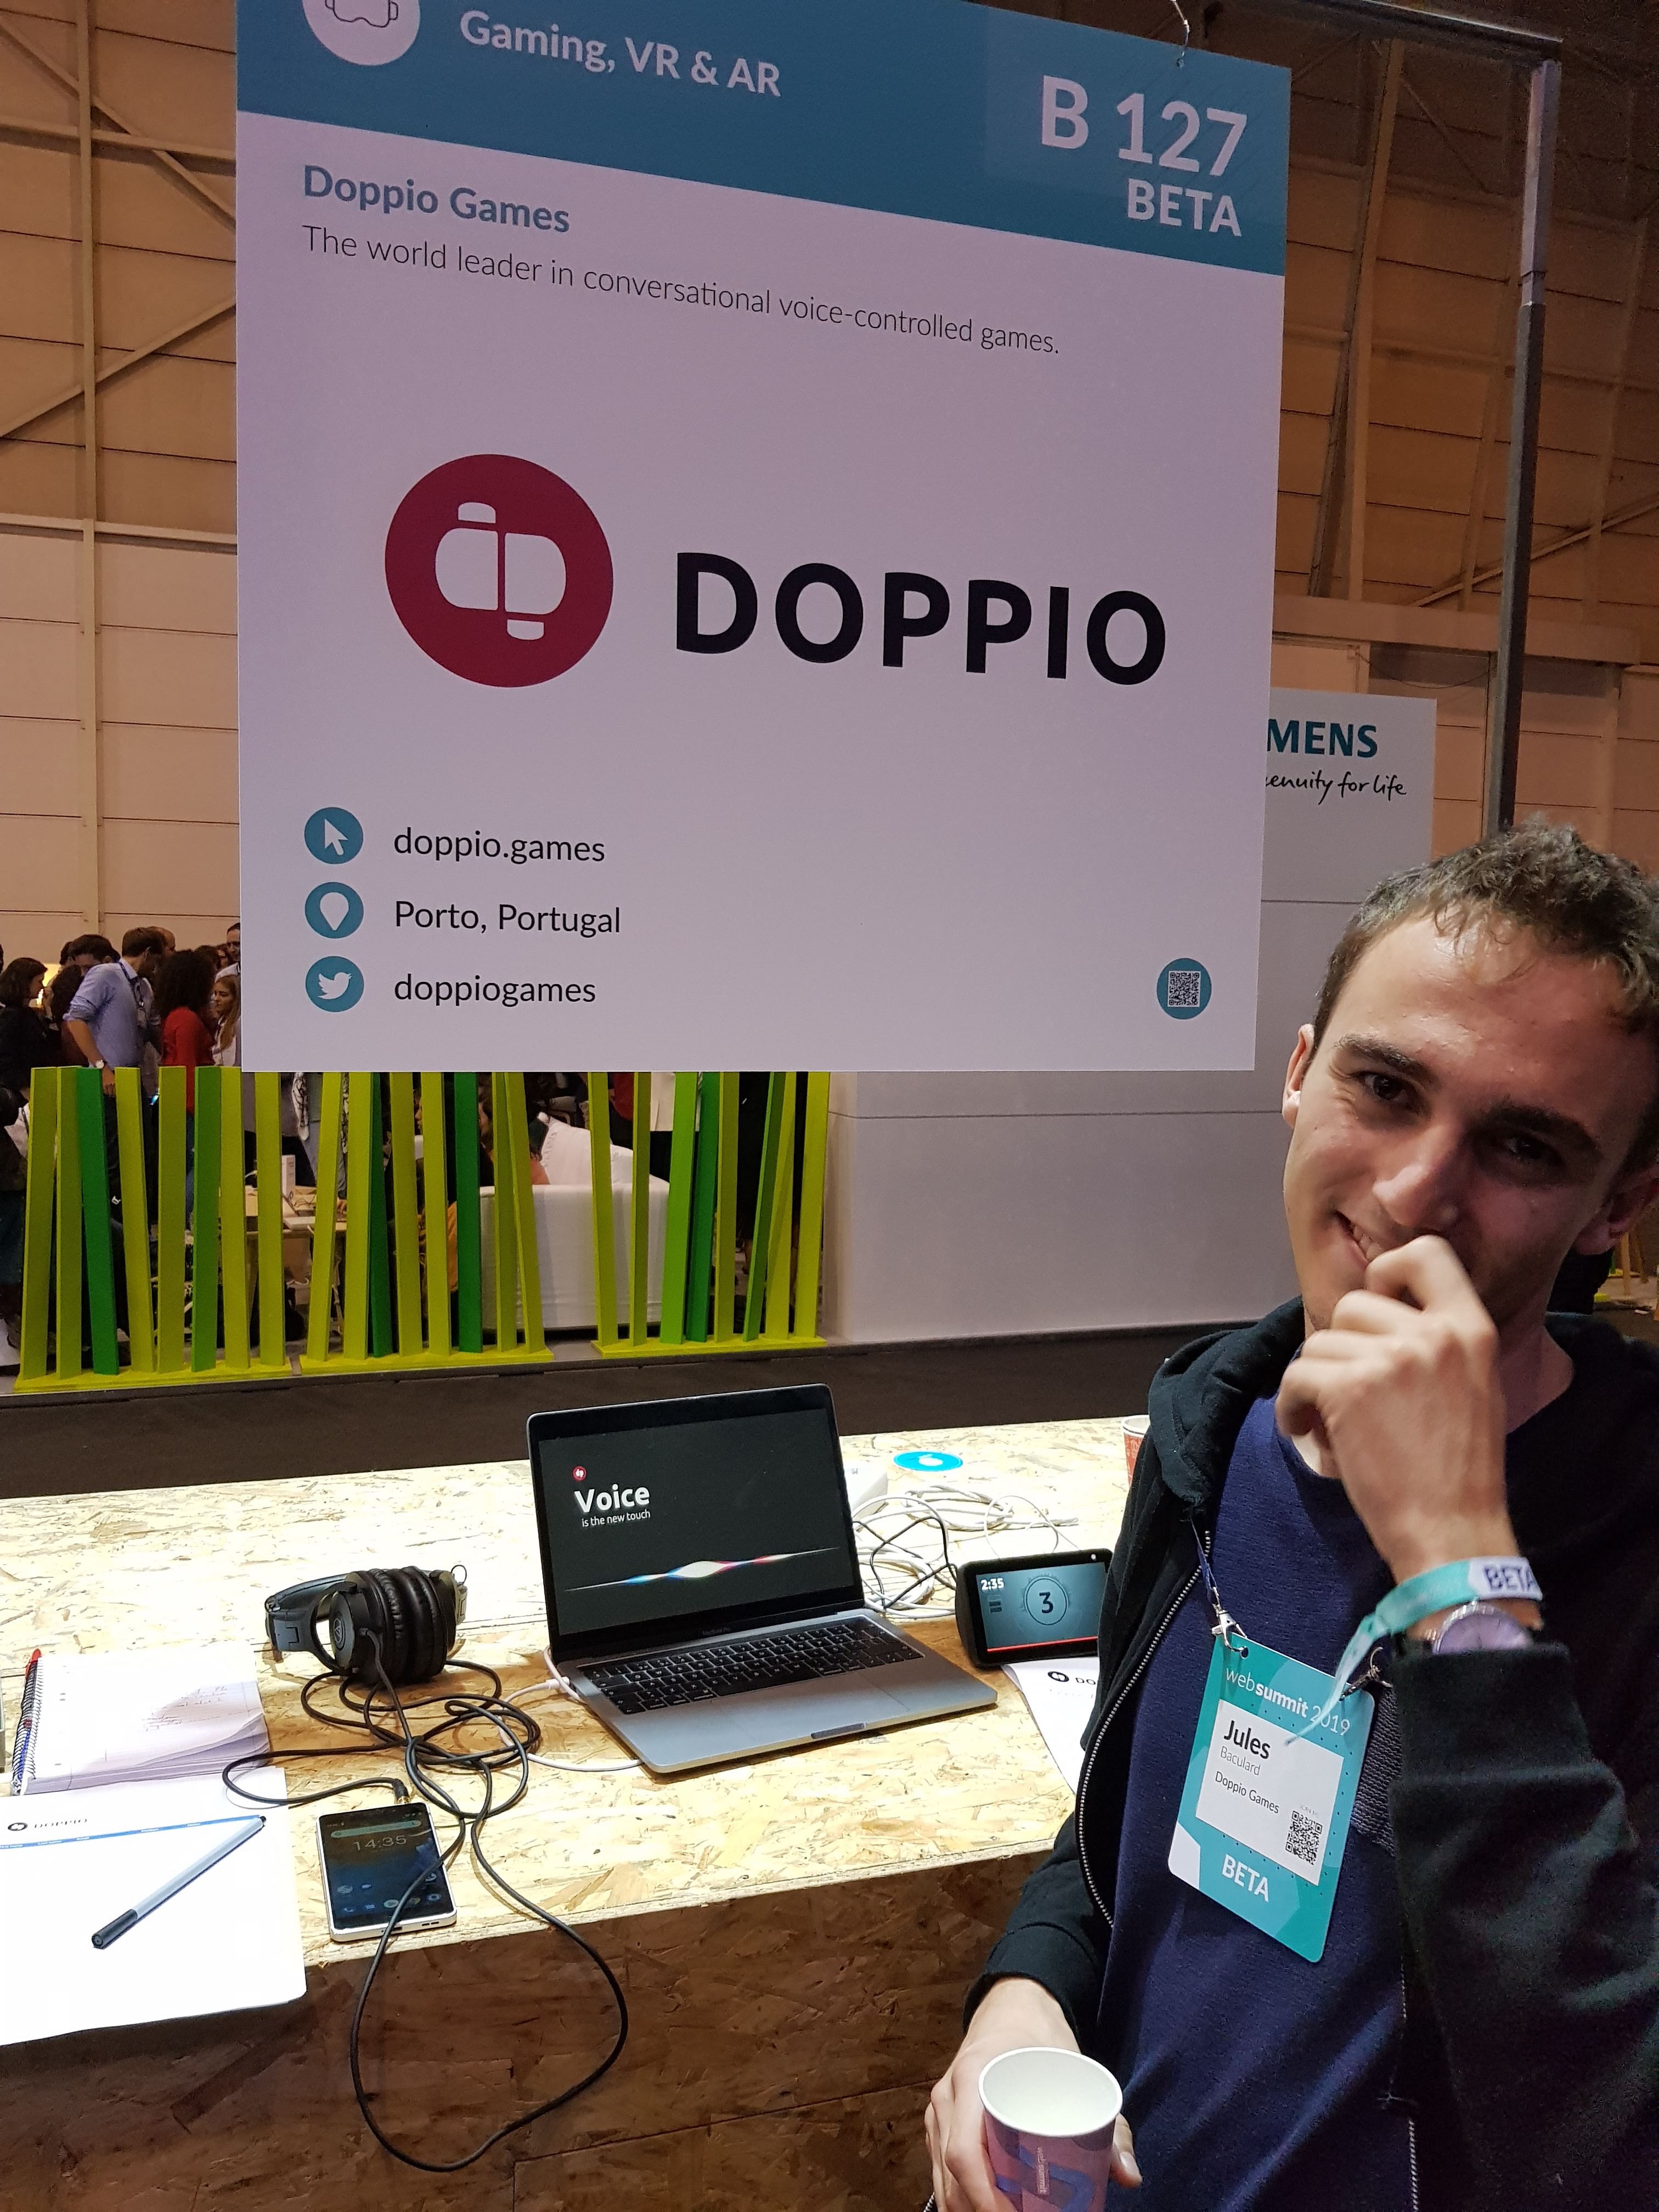 Gaming, VR & AR
B 127
BETA
Doppio Games
The world leader in conversational voice-controlled games.
DOPPIO
doppio.games
Porto, Portugal
doppiogames
MENS
enuity for life
Voice
is the new touch
2:35
3
BETA
websummit 2019
Jules
Baculard
Doppio Games
BETA
DOPPIO
14:35